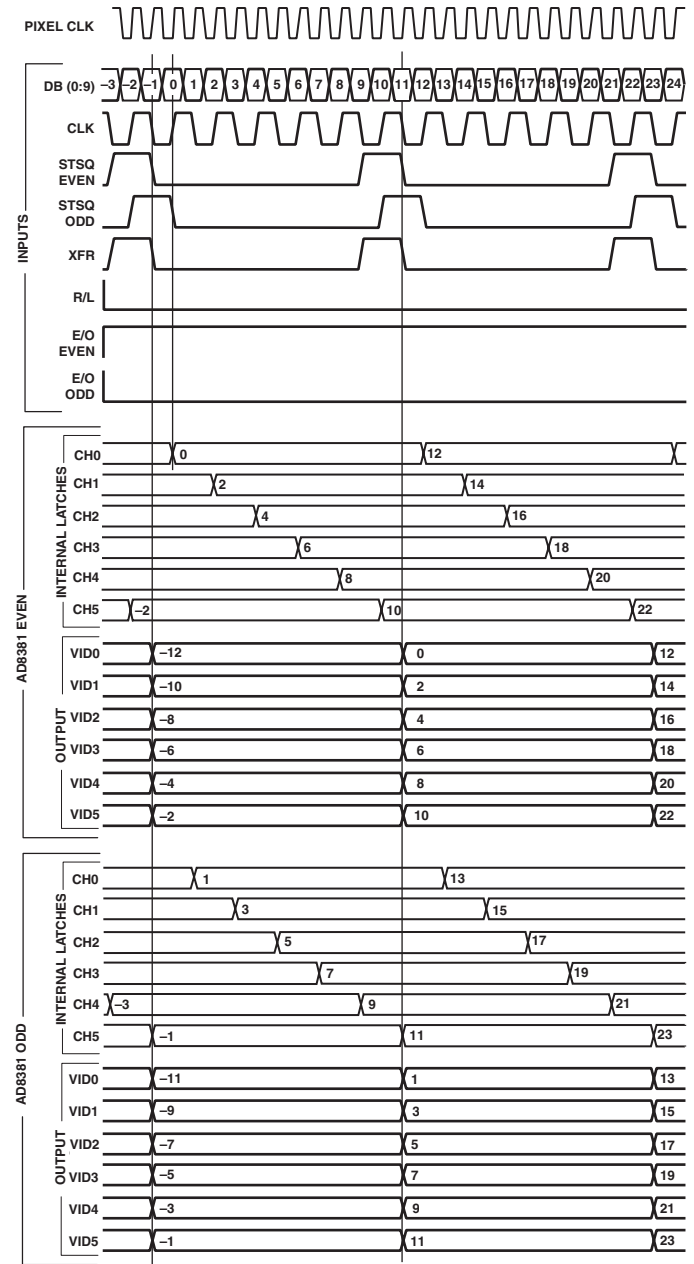 PIXEL CLK
DB (0:9) –3 –2 –1 0 1 2 3 4 5 6 7 8 9 10 11 12 13 14 15 16 17 18 19 20 21 22 23 24
CLK
STSQ
EVEN
STSQ
ODD
XFR
R/L
E/O
EVEN
E/O
ODD
INPUTS
AD8381 EVEN
INTERNAL LATCHES
CH0 0 12
CH1 2 14
CH2 4 16
CH3 6 18
CH4 8 20
CH5 –2 10 22
OUTPUT
VID0 –12 0 12
VID1 –10 2 14
VID2 –8 4 16
VID3 –6 6 18
VID4 –4 8 20
VID5 –2 10 22
AD8381 ODD
INTERNAL LATCHES
CH0 1 13
CH1 3 15
CH2 5 17
CH3 7 19
CH4 –3 9 21
CH5 –1 11 23
OUTPUT
VID0 –11 1 13
VID1 –9 3 15
VID2 –7 5 17
VID3 –5 7 19
VID4 –3 9 21
VID5 –1 11 23